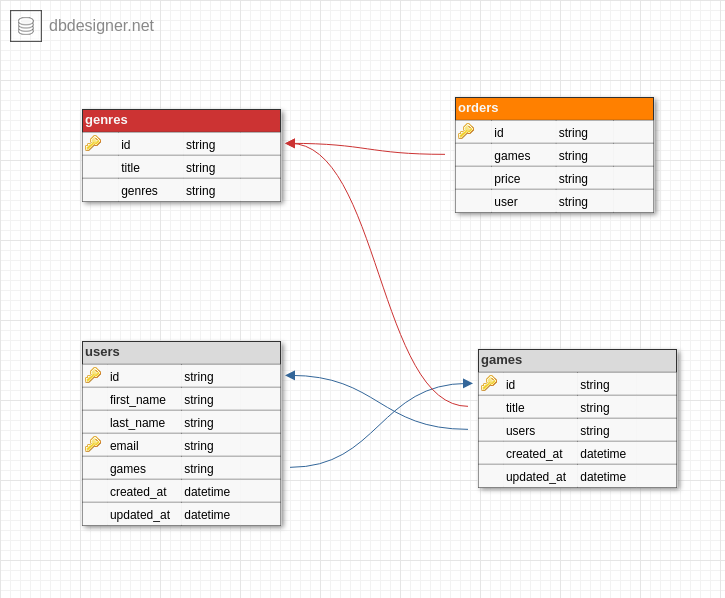 dbdesigner.net
genres
id string
title string
genres string
orders
id string
games string
price string
user string
users
id string
first_name string
last_name string
email string
games string
created_at datetime
updated_at datetime
games
id string
title string
users string
created_at datetime
updated_at datetime